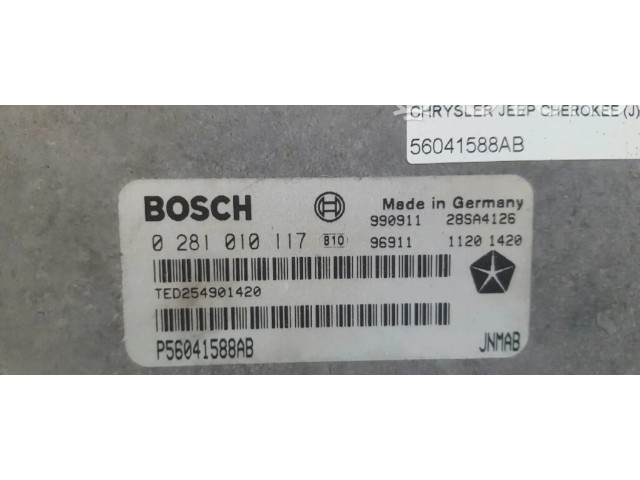 CHRYSLER JEEP CHEROKEE (J)
56041588AB
BOSCH Made in Germany
990911 28SA4126
0 281 010 117 810 96911 1120 1420
TED254901420
P56041588AB JNMAB